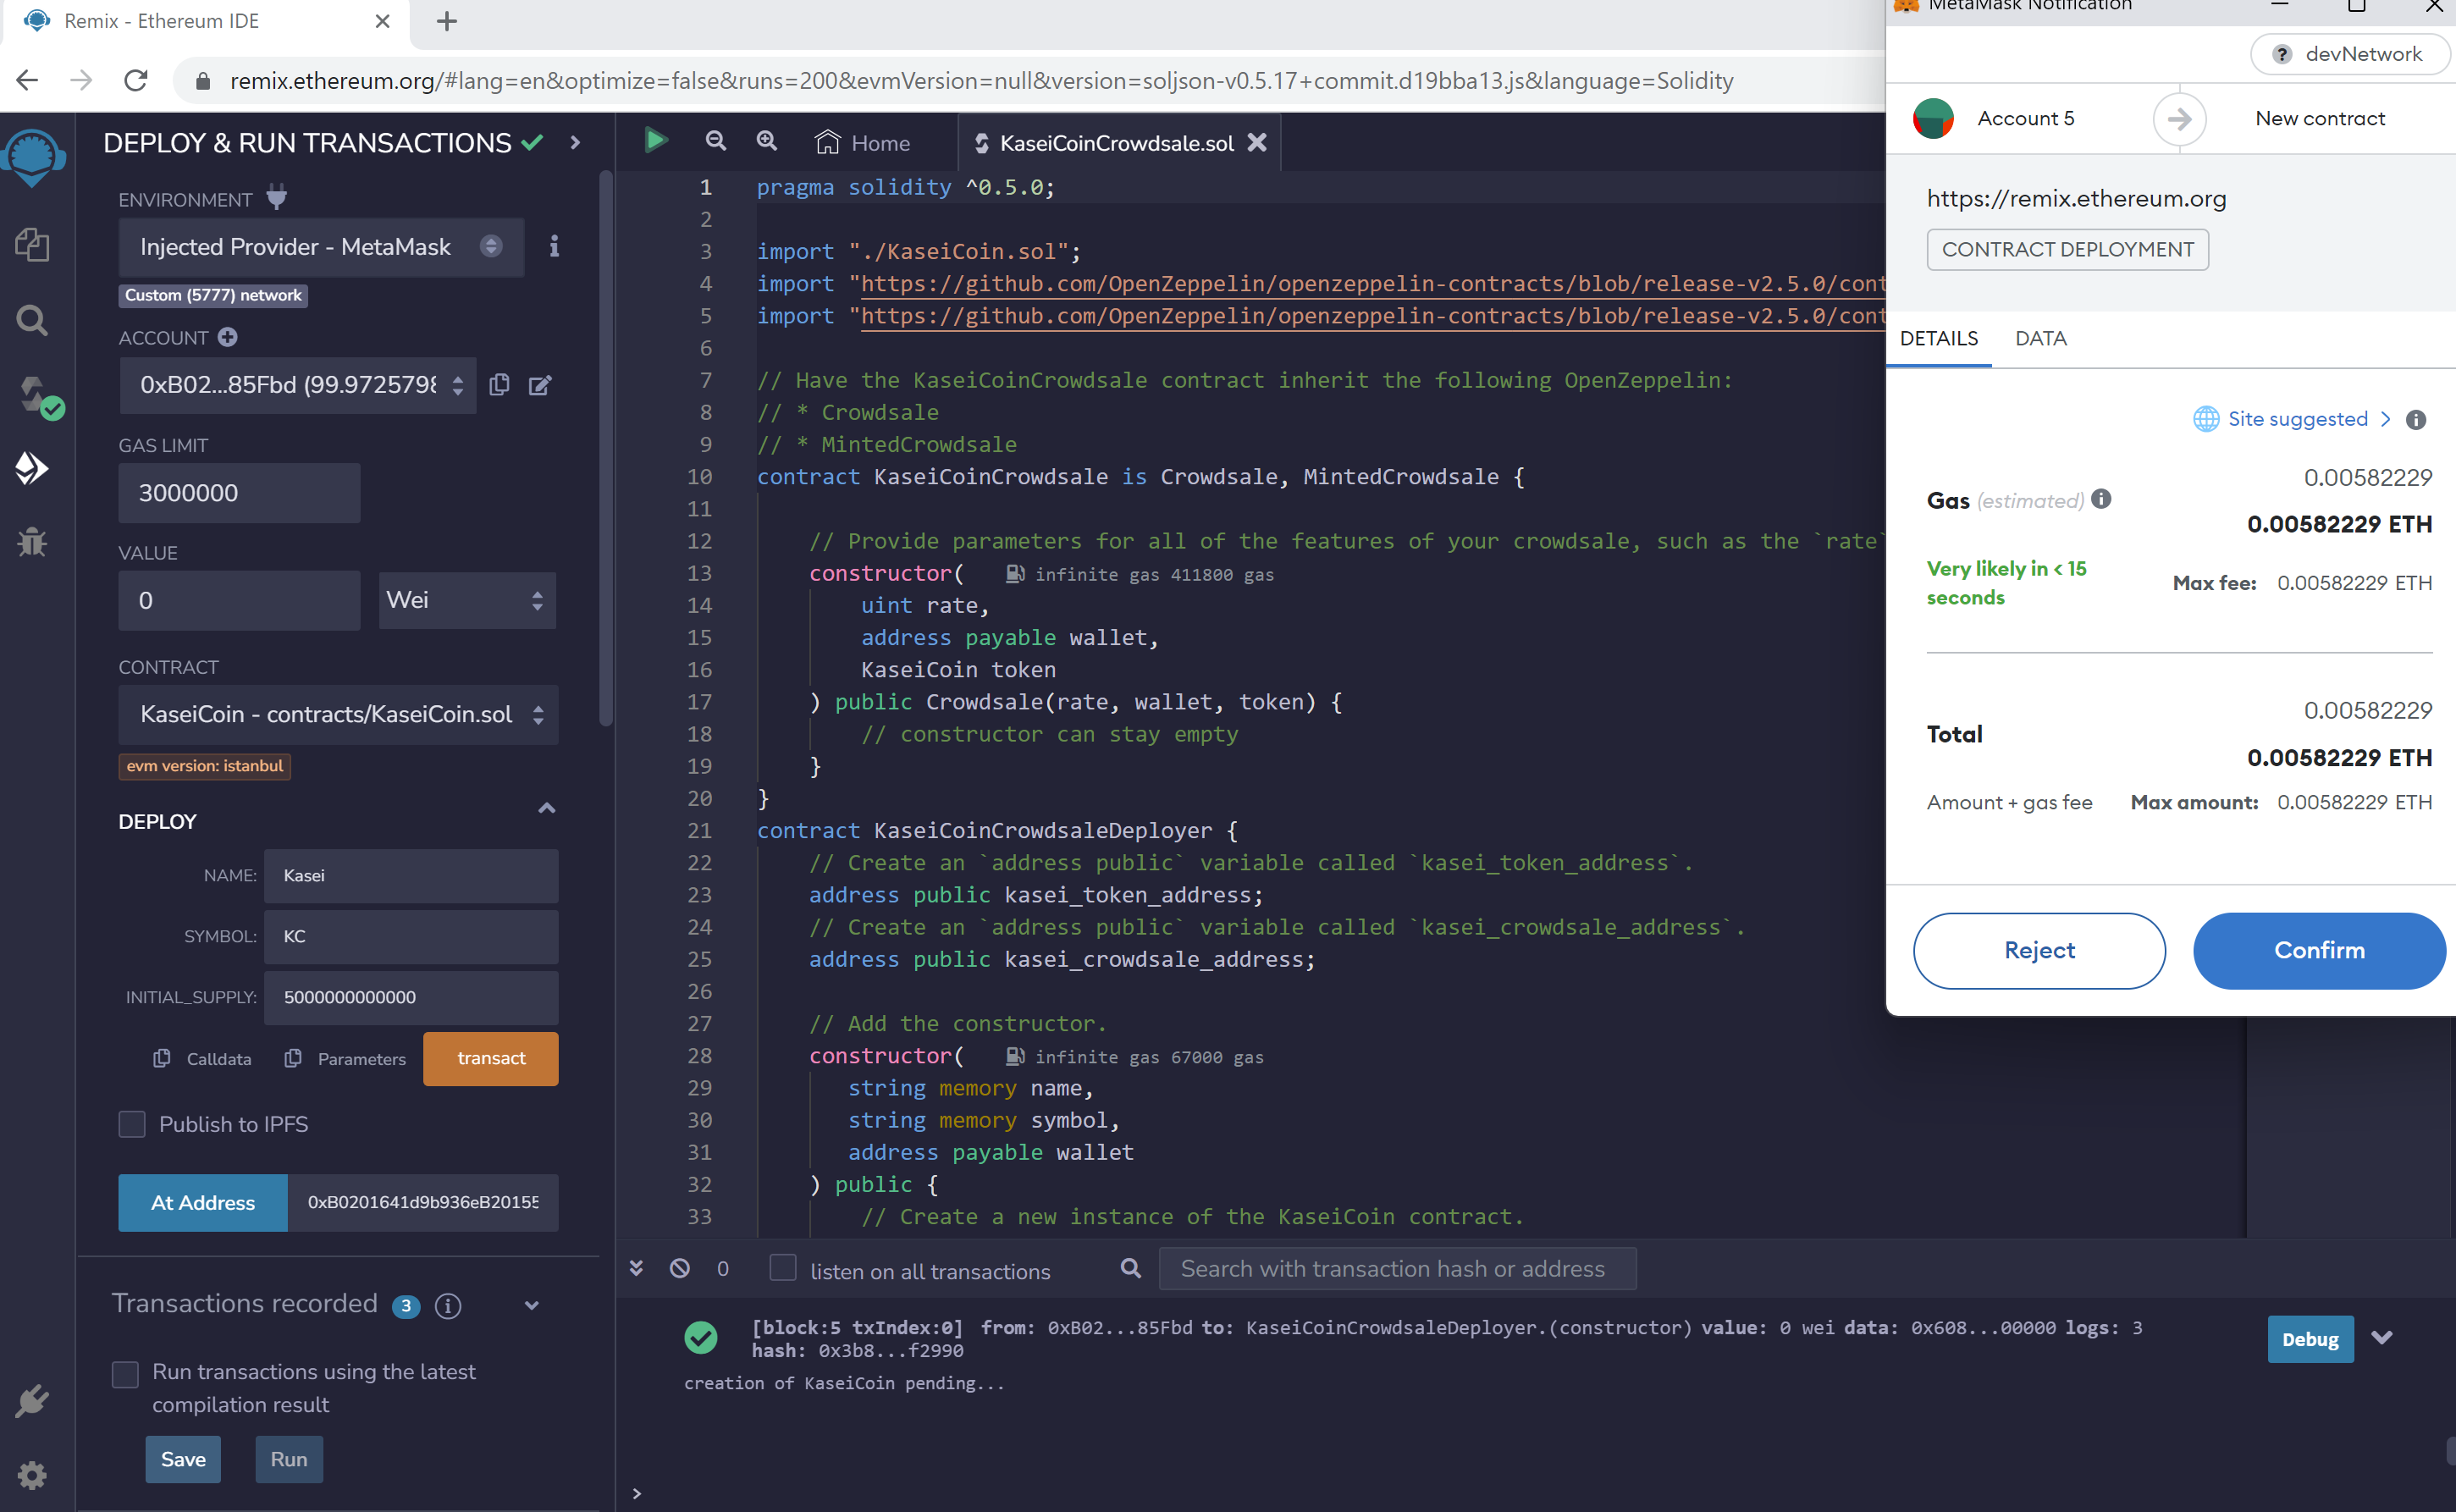 Remix - Ethereum IDE
remix.ethereum.org/#lang=en&optimize=false&runs=200&evmVersion=null&version=soljson-v0.5.17+commit.d19bba13.js&language=Solidity
DEPLOY & RUN TRANSACTIONS
ENVIRONMENT
Injected Provider - MetaMask
Custom (5777) network
ACCOUNT
0xB02...85Fbd (99.9725798
GAS LIMIT
3000000
VALUE
0
Wei
CONTRACT
KaseiCoin - contracts/KaseiCoin.sol
evm version: istanbul
DEPLOY
NAME: Kasei
SYMBOL: KC
INITIAL_SUPPLY: 5000000000000
Calldata Parameters transact
Publish to IPFS
At Address 0xB0201641d9b936eB20155
Transactions recorded 3
Run transactions using the latest
compilation result
Save Run
Home KaseiCoinCrowdsale.sol
1 pragma solidity ^0.5.0;
2
3 import "./KaseiCoin.sol";
4 import "https://github.com/OpenZeppelin/openzeppelin-contracts/blob/release-v2.5.0/cont
5 import "https://github.com/OpenZeppelin/openzeppelin-contracts/blob/release-v2.5.0/cont
6
7 // Have the KaseiCoinCrowdsale contract inherit the following OpenZeppelin:
8 // * Crowdsale
9 // * MintedCrowdsale
10 contract KaseiCoinCrowdsale is Crowdsale, MintedCrowdsale {
11
12 // Provide parameters for all of the features of your crowdsale, such as the `rate`
13 constructor( infinite gas 411800 gas
14 uint rate,
15 address payable wallet,
16 KaseiCoin token
17 ) public Crowdsale(rate, wallet, token) {
18 // constructor can stay empty
19 }
20 }
21 contract KaseiCoinCrowdsaleDeployer {
22 // Create an `address public` variable called `kasei_token_address`.
23 address public kasei_token_address;
24 // Create an `address public` variable called `kasei_crowdsale_address`.
25 address public kasei_crowdsale_address;
26
27 // Add the constructor.
28 constructor( infinite gas 67000 gas
29 string memory name,
30 string memory symbol,
31 address payable wallet
32 ) public {
33 // Create a new instance of the KaseiCoin contract.
0 listen on all transactions Search with transaction hash or address
[block:5 txIndex:0] from: 0xB02...85Fbd to: KaseiCoinCrowdsaleDeployer.(constructor) value: 0 wei data: 0x608...00000 logs: 3
hash: 0x3b8...f2990
Debug
creation of KaseiCoin pending...
>
MetaMask Notification
devNetwork
Account 5 New contract
https://remix.ethereum.org
CONTRACT DEPLOYMENT
DETAILS DATA
Site suggested >
0.00582229
Gas (estimated) 0.00582229 ETH
Very likely in < 15
seconds
Max fee: 0.00582229 ETH
0.00582229
Total 0.00582229 ETH
Amount + gas fee Max amount: 0.00582229 ETH
Reject Confirm